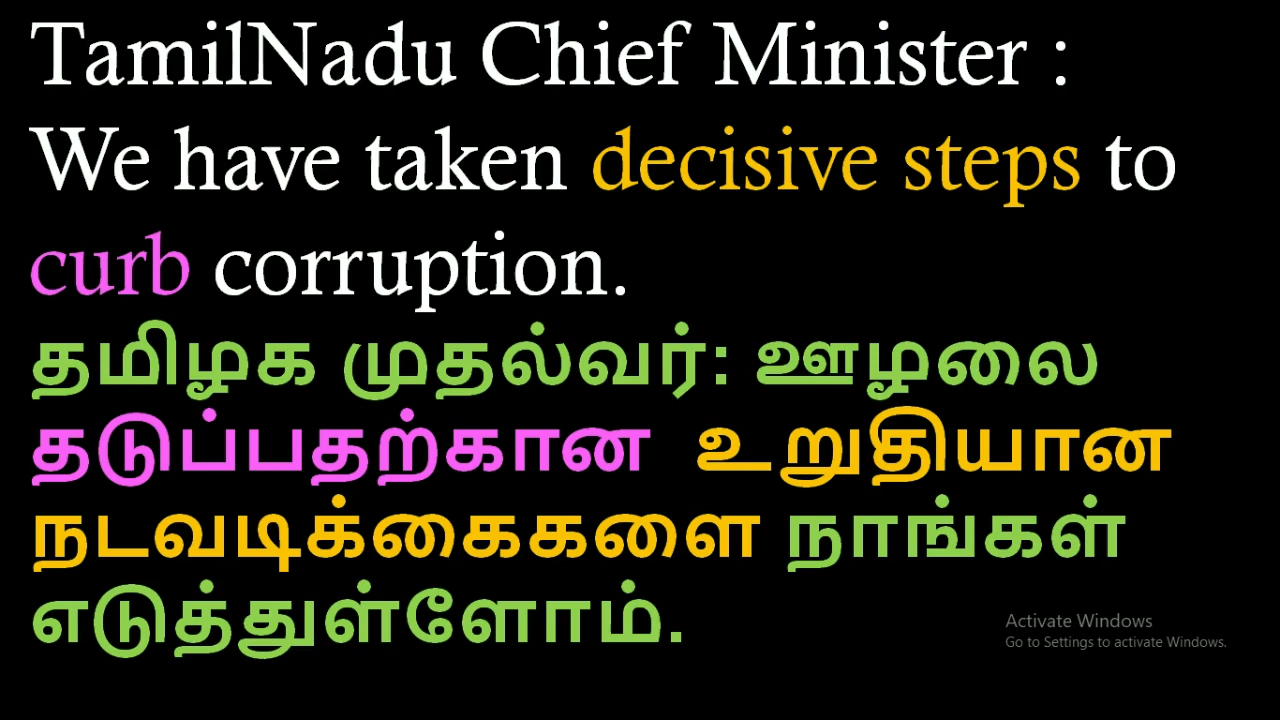 TamilNadu Chief Minister :
We have taken decisive steps to
curb corruption.
தமிழக முதல்வர்: ஊழலை
தடுப்பதற்கான உறுதியான
நடவடிக்கைகளை நாங்கள்
எடுத்துள்ளோம்.
Activate Windows
Go to Settings to activate Windows.